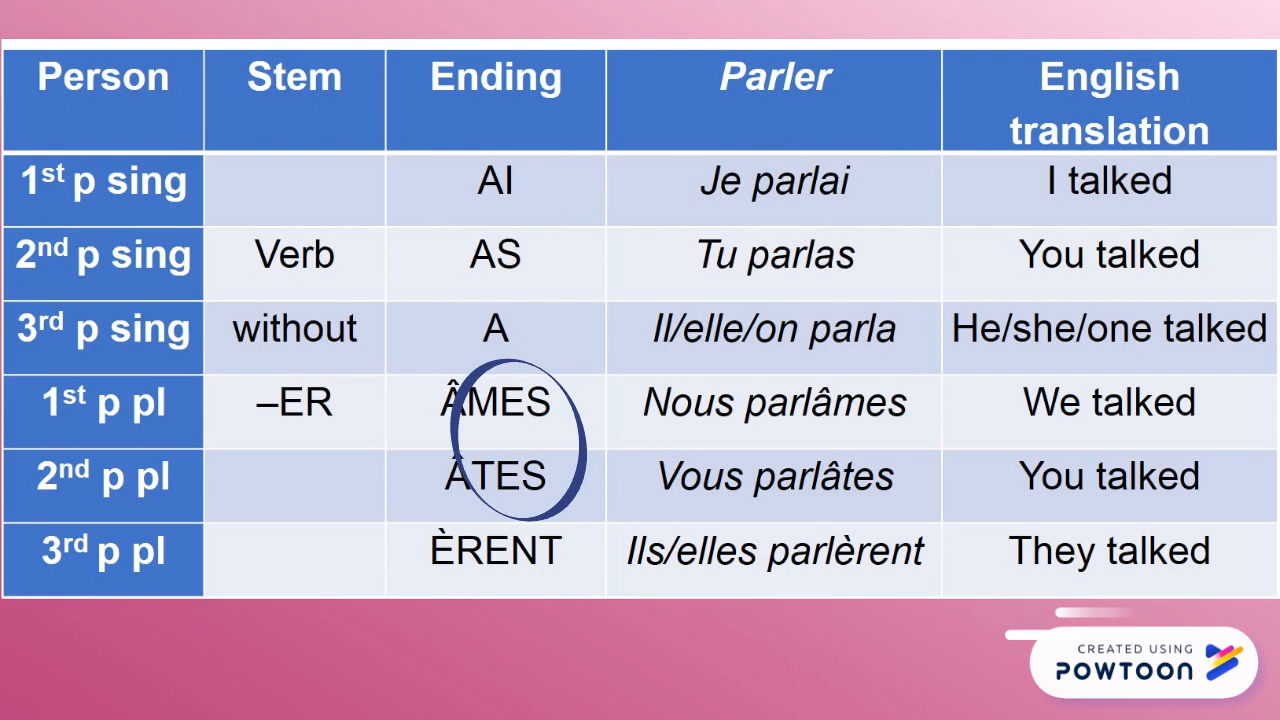 Person Stem Ending Parler English
translation
1st p sing AI Je parlai I talked
2nd p sing Verb AS Tu parlas You talked
3rd p sing without A Il/elle/on parla He/she/one talked
1st p pl –ER ÂMES Nous parlâmes We talked
2nd p pl ÂTES Vous parlâtes You talked
3rd p pl ÈRENT Ils/elles parlèrent They talked
CREATED USING
POWTOON